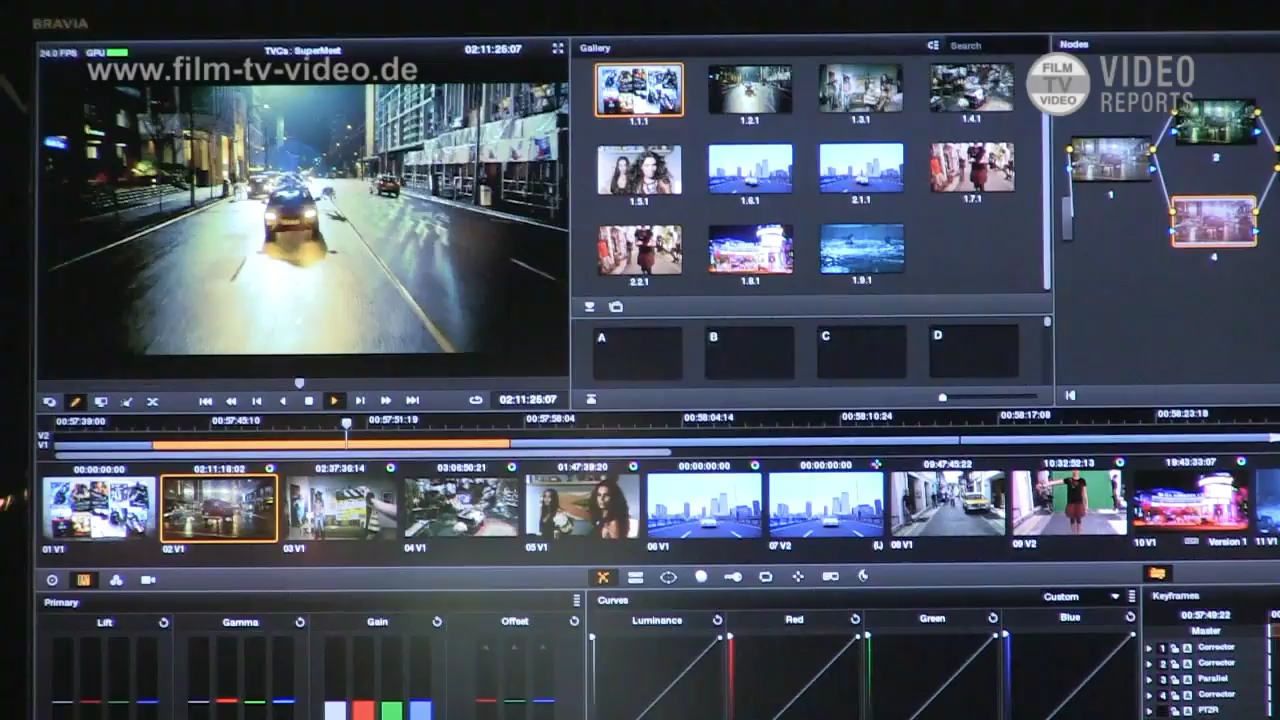 BRAVIA
24.0 FPS GPU
TVCs: SuperMext
02:11:26:07
www.film-tv-video.de
Gallery
Search
Nodes
FILM
TV
VIDEO
VIDEO
REPORTS
1.1.1
1.2.1
1.3.1
1.4.1
2
1
1.5.1
1.6.1
2.1.1
1.7.1
4
2.2.1
1.8.1
1.9.1
A
B
C
D
02:11:26:07
00:57:39:00
00:57:45:10
00:57:51:19
00:57:58:04
00:58:04:14
00:58:10:24
00:58:17:08
00:58:23:18
V2
V1
00:00:00:00
02:11:18:02
02:37:36:14
03:06:50:21
01:47:39:20
00:00:00:00
00:00:00:00
09:47:45:22
10:32:52:13
19:43:33:07
01 V1
02 V1
03 V1
04 V1
05 V1
06 V1
07 V2
(L)
08 V1
09 V2
10 V1
Version 1
11 V1
Primary
Curves
Custom
Keyframes
Lift
Gamma
Gain
Offset
Luminance
Red
Green
Blue
00:57:49:22
Master
1 A Corrector
2 A Corrector
3 A Parallel
4 A Corrector
A PTZR